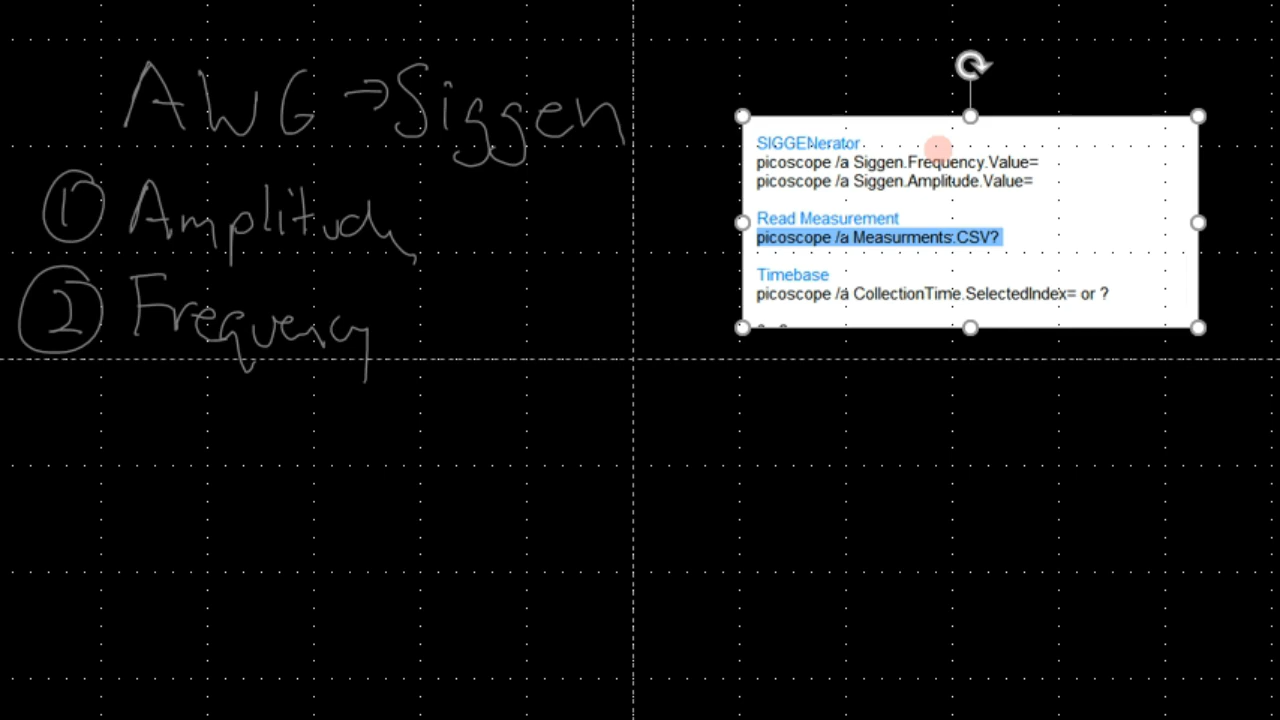 AWG →Siggen
① Amplitude
② Frequency
SIGGENerator
picoscope /a Siggen.Frequency.Value=
picoscope /a Siggen.Amplitude.Value=
Read Measurement
picoscope /a Measurments.CSV?
Timebase
picoscope /a CollectionTime.SelectedIndex= or ?